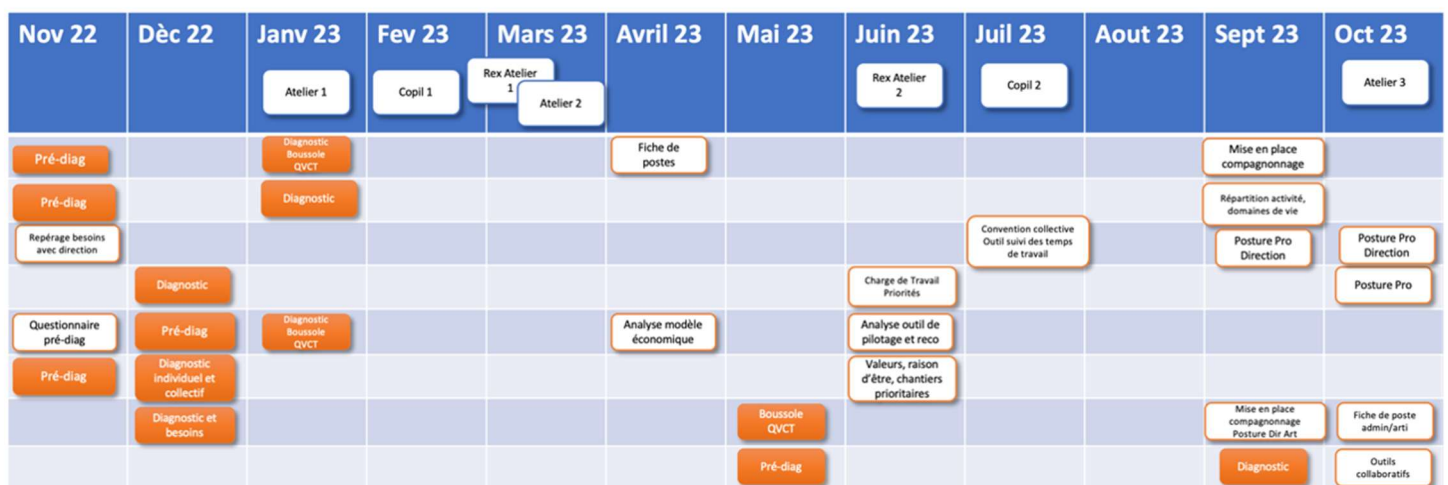 Nov 22 Dèc 22 Janv 23 Fev 23 Mars 23 Avril 23 Mai 23 Juin 23 Juil 23 Aout 23 Sept 23 Oct 23
Atelier 1
Copil 1
Rex Atelier
1
Atelier 2
Rex Atelier
2
Copil 2
Atelier 3
Pré-diag
Diagnostic
Boussole
QVCT
Fiche de
postes
Mise en place
compagnonnage
Pré-diag
Diagnostic
Répartition activité,
domaines de vie
Repérage besoins
avec direction
Convention collective
Outil suivi des temps
de travail
Posture Pro
Direction
Posture Pro
Direction
Diagnostic
Charge de Travail
Priorités
Posture Pro
Questionnaire
pré-diag
Pré-diag
Diagnostic
Boussole
QVCT
Analyse modèle
économique
Analyse outil de
pilotage et reco
Pré-diag
Diagnostic
individuel et
collectif
Valeurs, raison
d'être, chantiers
prioritaires
Diagnostic et
besoins
Boussole
QVCT
Mise en place
compagnonnage
Posture Dir Art
Fiche de poste
admin/arti
Pré-diag
Diagnostic
Outils
collaboratifs